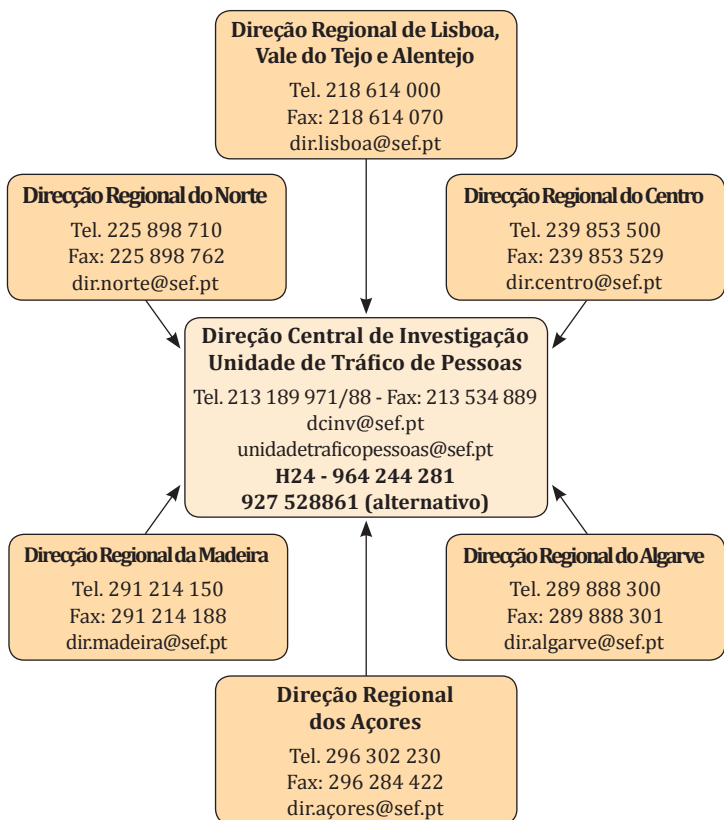 Direção Regional de Lisboa,
Vale do Tejo e Alentejo
Tel. 218 614 000
Fax: 218 614 070
dir.lisboa@sef.pt
Direcção Regional do Norte
Tel. 225 898 710
Fax: 225 898 762
dir.norte@sef.pt
Direcção Regional do Centro
Tel. 239 853 500
Fax: 239 853 529
dir.centro@sef.pt
Direção Central de Investigação
Unidade de Tráfico de Pessoas
Tel. 213 189 971/88 - Fax: 213 534 889
dcinv@sef.pt
unidadetraficopessoas@sef.pt
H24 - 964 244 281
927 528861 (alternativo)
Direcção Regional da Madeira
Tel. 291 214 150
Fax: 291 214 188
dir.madeira@sef.pt
Direcção Regional do Algarve
Tel. 289 888 300
Fax: 289 888 301
dir.algarve@sef.pt
Direção Regional
dos Açores
Tel. 296 302 230
Fax: 296 284 422
dir.açores@sef.pt